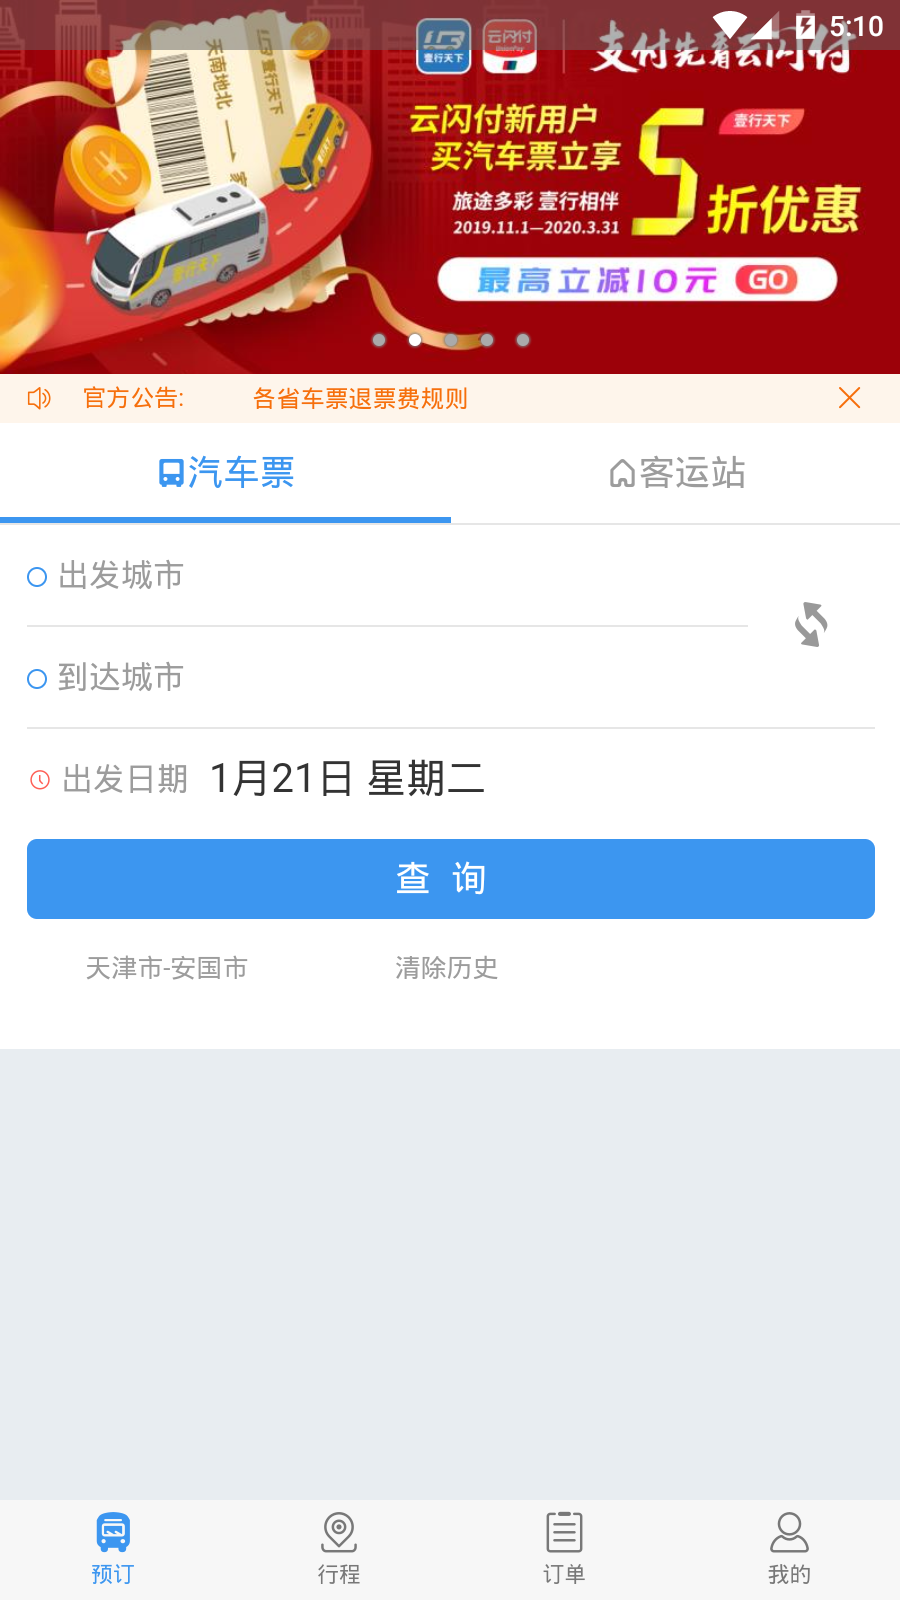 5:10
壹行天下
云闪付
UnionPay
支付先看云闪付
天南地北
壹行天下
云闪付新用户
买汽车票立享
5折优惠
壹行天下
旅途多彩 壹行相伴
2019.11.1—2020.3.31
最高立减10元 GO
壹行天下
官方公告: 各省车票退票费规则
汽车票 客运站
出发城市
到达城市
出发日期 1月21日 星期二
查 询
天津市-安国市 清除历史
预订 行程 订单 我的